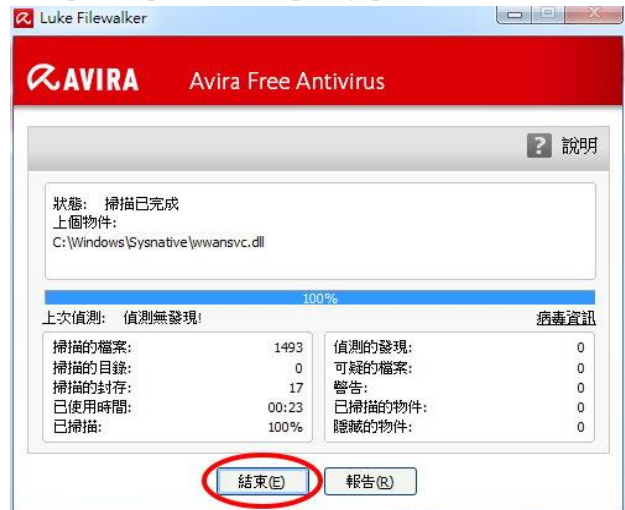 Luke Filewalker
AVIRA Avira Free Antivirus
? 說明
狀態: 掃描已完成
上個物件:
C:\Windows\Sysnative\wwansvc.dll
100%
上次偵測: 偵測無發現! 病毒資訊
掃描的檔案: 1493
掃描的目錄: 0
掃描的封存: 17
已使用時間: 00:23
已掃描: 100%
偵測的發現: 0
可疑的檔案: 0
警告: 0
已掃描的物件: 0
隱藏的物件: 0
結束(E) 報告(R)